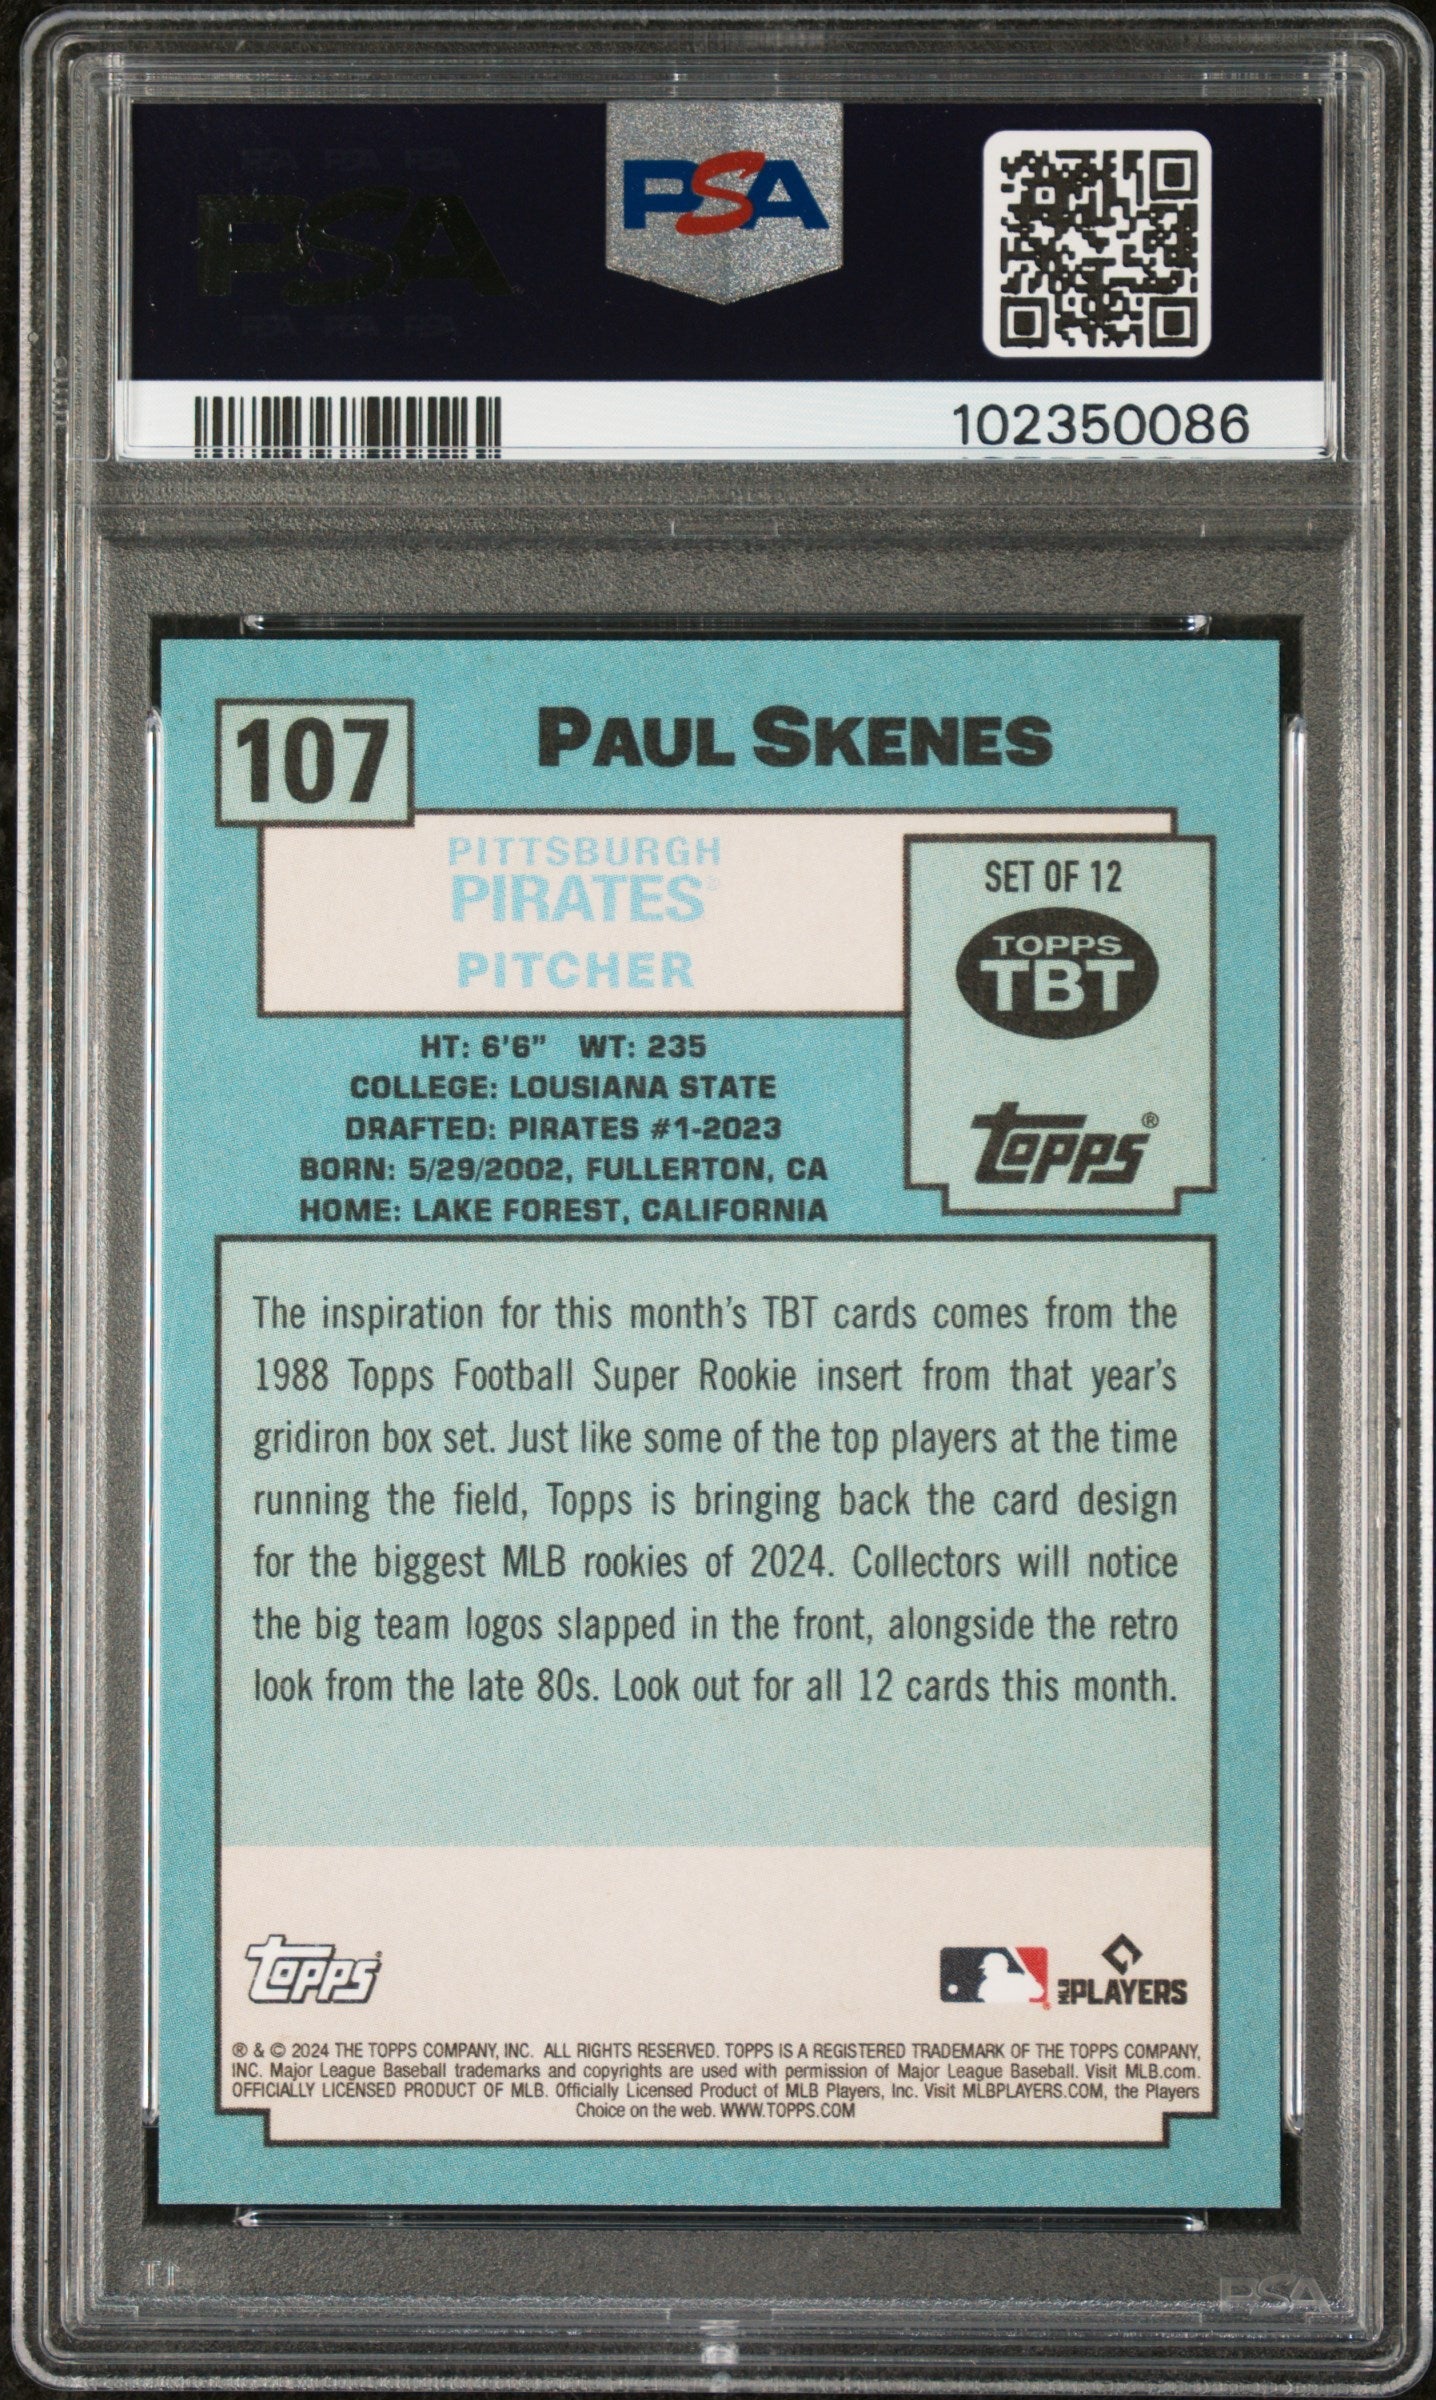 PSA PSA PSA
PSA
PSA PSA PSA
PSA
102350086
107
PAUL SKENES
PITTSBURGH
PIRATES®
PITCHER
SET OF 12
TOPPS
TBT
Topps®
HT: 6'6" WT: 235
COLLEGE: LOUSIANA STATE
DRAFTED: PIRATES #1-2023
BORN: 5/29/2002, FULLERTON, CA
HOME: LAKE FOREST, CALIFORNIA
The inspiration for this month's TBT cards comes from the
1988 Topps Football Super Rookie insert from that year's
gridiron box set. Just like some of the top players at the time
running the field, Topps is bringing back the card design
for the biggest MLB rookies of 2024. Collectors will notice
the big team logos slapped in the front, alongside the retro
look from the late 80s. Look out for all 12 cards this month.
Topps®
MLB PLAYERS
® & © 2024 THE TOPPS COMPANY, INC. ALL RIGHTS RESERVED. TOPPS IS A REGISTERED TRADEMARK OF THE TOPPS COMPANY,
INC. Major League Baseball trademarks and copyrights are used with permission of Major League Baseball. Visit MLB.com.
OFFICIALLY LICENSED PRODUCT OF MLB. Officially Licensed Product of MLB Players, Inc. Visit MLBPLAYERS.COM, the Players
Choice on the web. WWW.TOPPS.COM
PSA